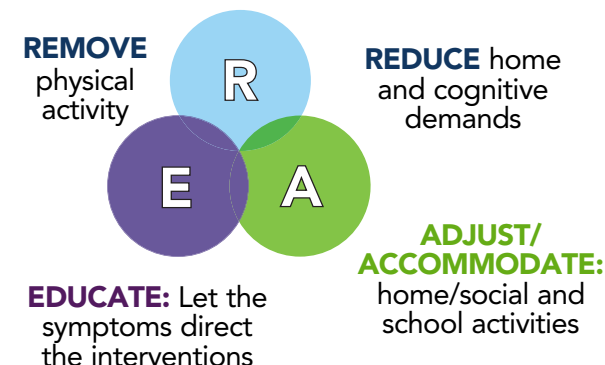 REMOVE
physical
activity
R
REDUCE home
and cognitive
demands
E
A
EDUCATE: Let the
symptoms direct
the interventions
ADJUST/
ACCOMMODATE:
home/social and
school activities